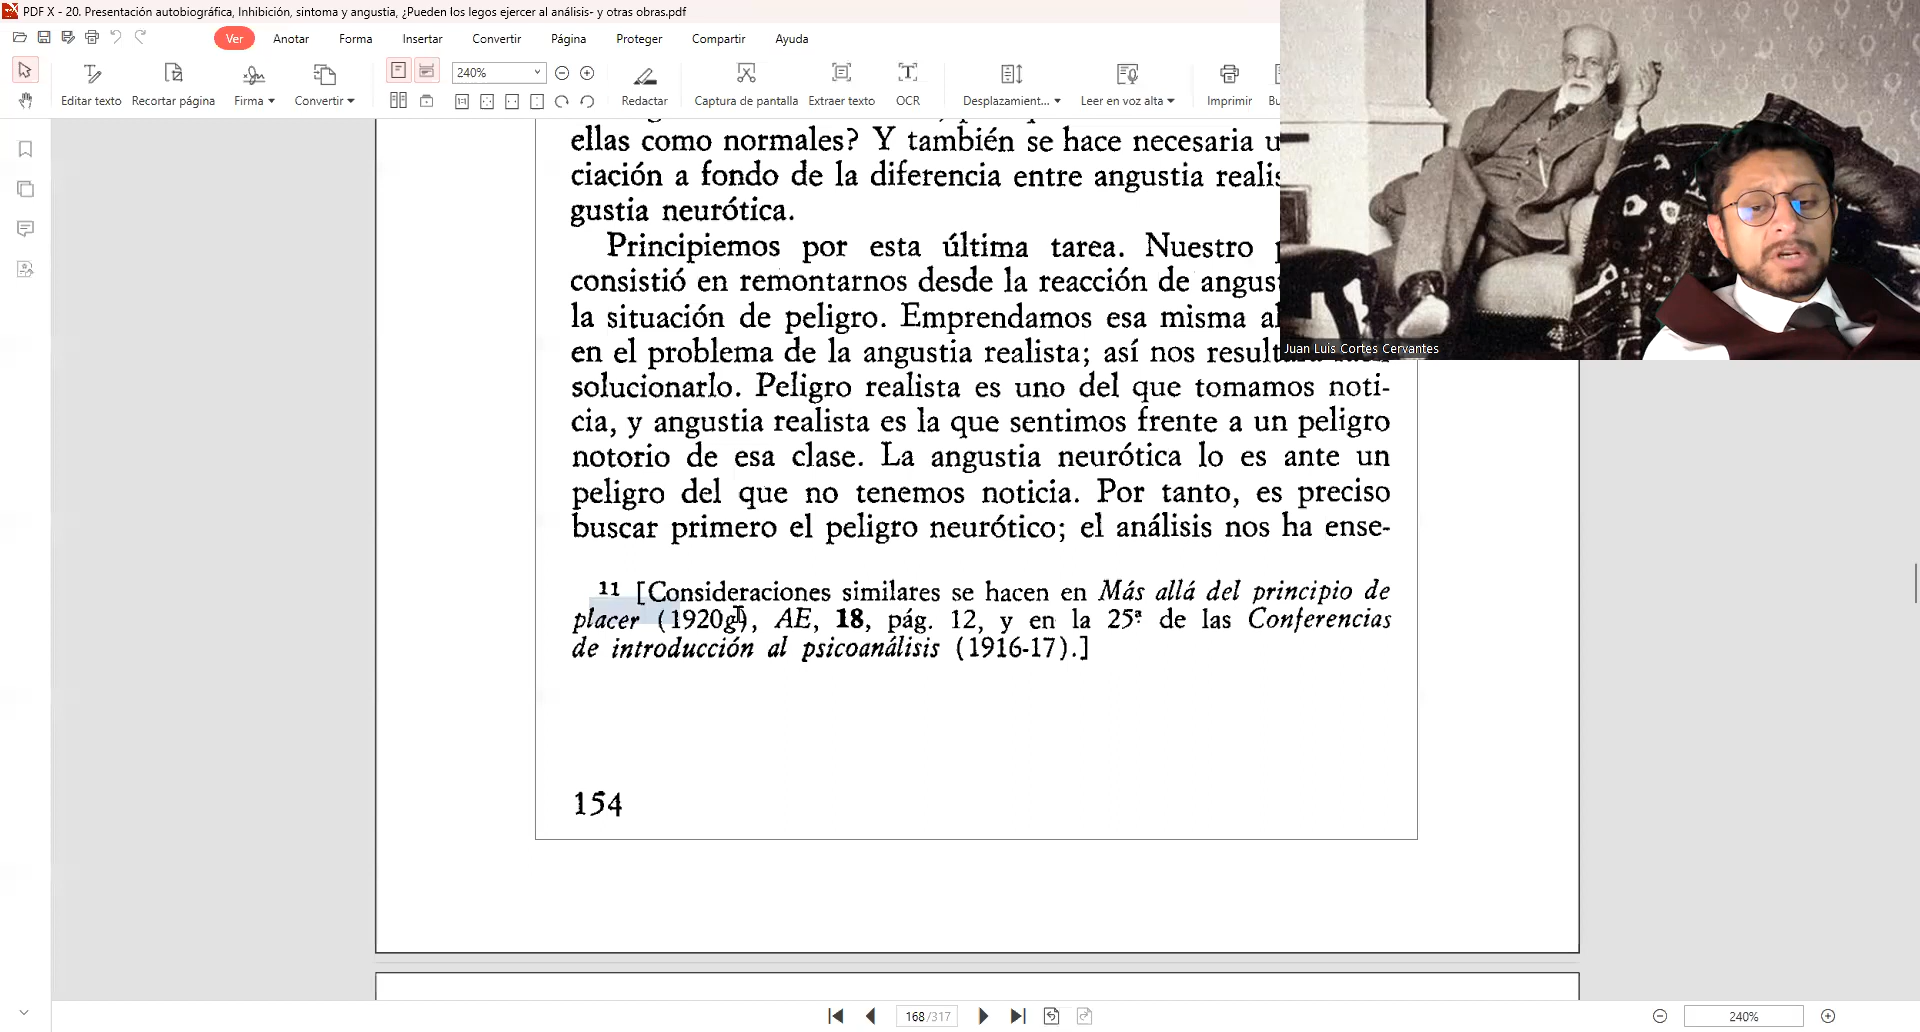 PDF X - 20. Presentación autobiográfica, Inhibición, sintoma y angustia, ¿Pueden los legos ejercer al análisis- y otras obras.pdf
Ver Anotar Forma Insertar Convertir Página Proteger Compartir Ayuda
240%
Editar texto Recortar página Firma Convertir Redactar Captura de pantalla Extraer texto OCR Desplazamient... Leer en voz alta Imprimir Bu
ellas como normales? Y también se hace necesaria u
ciación a fondo de la diferencia entre angustia realis
gustia neurótica.
Principiemos por esta última tarea. Nuestro
consistió en remontarnos desde la reacción de angus
la situación de peligro. Emprendamos esa misma al
en el problema de la angustia realista; así nos result
solucionarlo. Peligro realista es uno del que tomamos noti-
cia, y angustia realista es la que sentimos frente a un peligro
notorio de esa clase. La angustia neurótica lo es ante un
peligro del que no tenemos noticia. Por tanto, es preciso
buscar primero el peligro neurótico; el análisis nos ha ense-
11 [Consideraciones similares se hacen en Más allá del principio de
placer (1920g), AE, 18, pág. 12, y en la 25ª de las Conferencias
de introducción al psicoanálisis (1916-17).]
154
Juan Luis Cortes Cervantes
168/317
240%